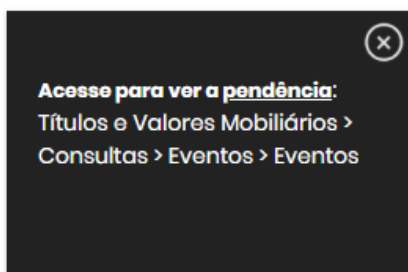 Acesse para ver a pendência:
Títulos e Valores Mobiliários >
Consultas > Eventos > Eventos